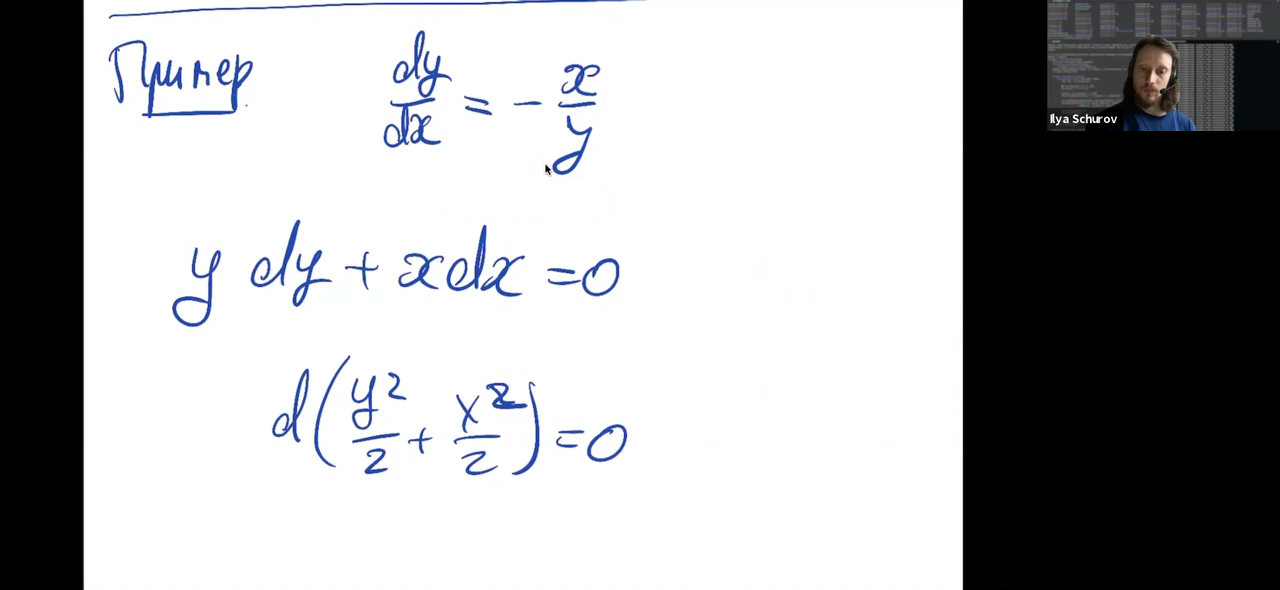 Пример dy/dx = - x/y
y dy + x dx = 0
d(y²/2 + x²/2) = 0
Ilya Schurov